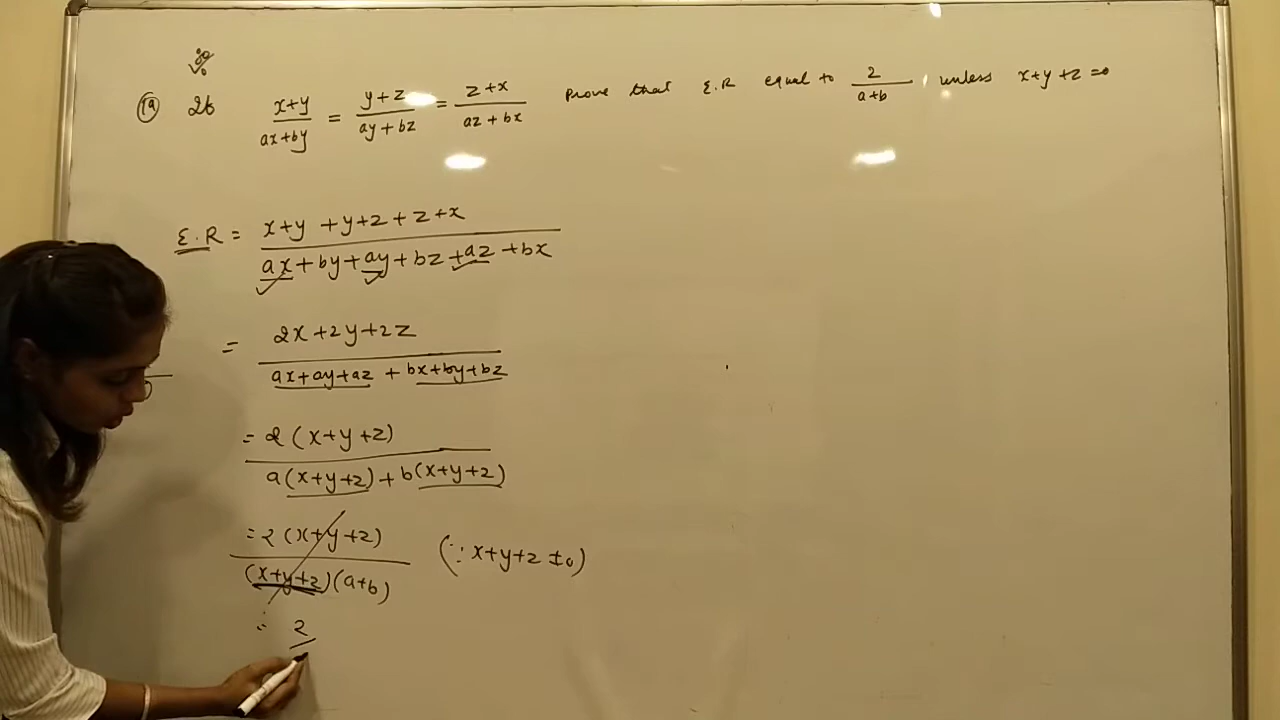 19) 26 (x+y)/(ax+by) = (y+z)/(ay+bz) = (z+x)/(az+bx) Prove that E.R equal to 2/(a+b), unless x+y+z=0
E.R = (x+y+y+z+z+x)/(ax+by+ay+bz+az+bx)
= (2x+2y+2z)/(ax+ay+az+bx+by+bz)
= 2(x+y+z)/(a(x+y+z)+b(x+y+z))
= 2(x+y+z)/((x+y+z)(a+b)) (∵ x+y+z ≠ 0)
∴ 2